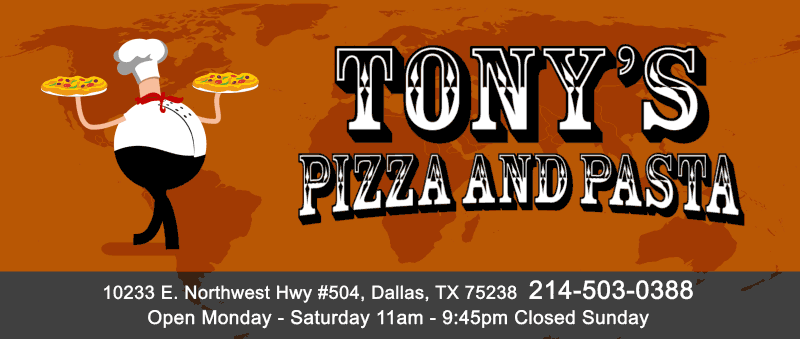 TONY'S
PIZZA AND PASTA
10233 E. Northwest Hwy #504, Dallas, TX 75238 214-503-0388
Open Monday - Saturday 11am - 9:45pm Closed Sunday